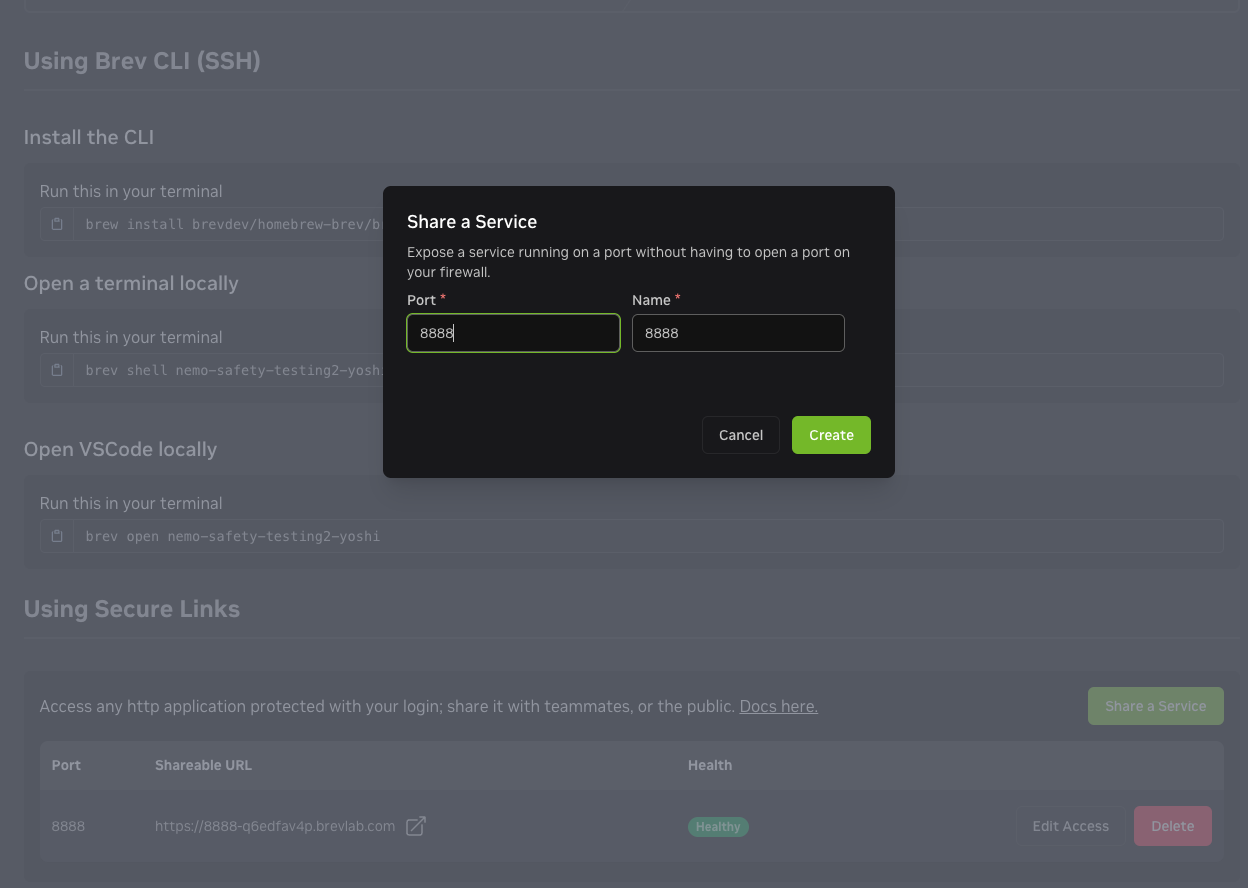 Using Brev CLI (SSH)
Install the CLI
Run this in your terminal
brew install brevdev/homebrew-brev/b
Open a terminal locally
Run this in your terminal
brev shell nemo-safety-testing2-yosh
Open VSCode locally
Run this in your terminal
brev open nemo-safety-testing2-yoshi
Share a Service
Expose a service running on a port without having to open a port on
your firewall.
Port * Name *
8888 8888
Cancel Create
Using Secure Links
Access any http application protected with your login; share it with teammates, or the public. Docs here. Share a Service
Port Shareable URL Health
8888 https://8888-q6edfav4p.brevlab.com Healthy Edit Access Delete